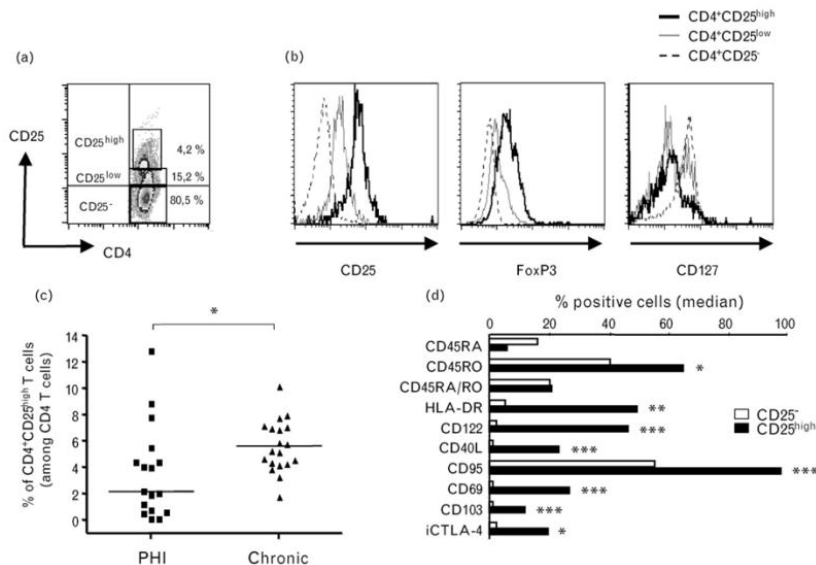 CD4⁺CD25ʰⁱᵍʰ
CD4⁺CD25ˡᵒʷ
CD4⁺CD25⁻
(a)
CD25
CD25ʰⁱᵍʰ
4,2 %
CD25ˡᵒʷ
15,2 %
CD25⁻
80,5 %
CD4
(b)
CD25
FoxP3
CD127
(c)
% of CD4⁺CD25ʰⁱᵍʰ T cells
(among CD4 T cells)
*
14
12
10
8
6
4
2
0
PHI
Chronic
(d)
% positive cells (median)
0 20 40 60 80 100
CD45RA
CD45RO *
CD45RA/RO
HLA-DR **
CD122 ***
CD40L ***
CD95 ***
CD69 ***
CD103 ***
iCTLA-4 *
CD25⁻
CD25ʰⁱᵍʰ